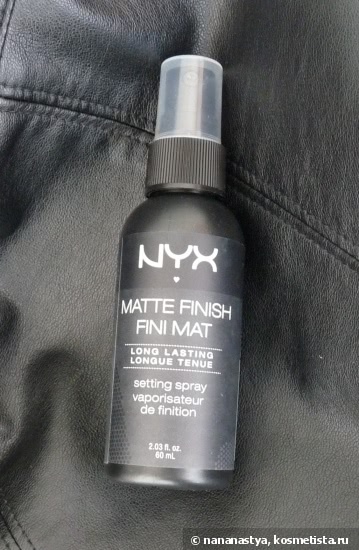 NYX
MATTE FINISH
FINI MAT
LONG LASTING
LONGUE TENUE
setting spray
vaporisateur
de finition
2.03 fl. oz.
60 mL
© nananastya, kosmetista.ru